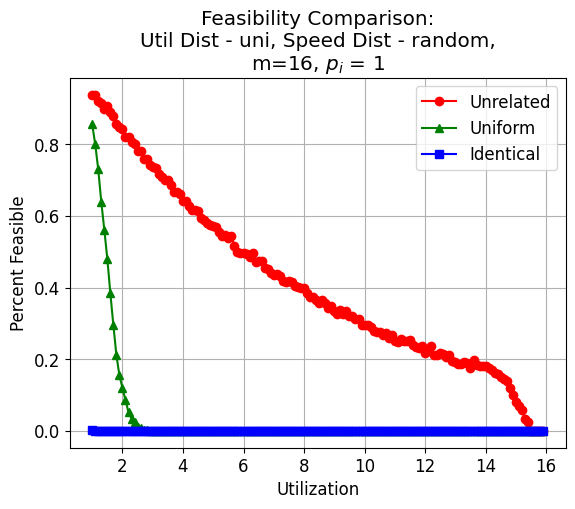 Feasibility Comparison:
Util Dist - uni, Speed Dist - random,
m=16, $p_i$ = 1
Unrelated
Uniform
Identical
Percent Feasible
0.8
0.6
0.4
0.2
0.0
2 4 6 8 10 12 14 16
Utilization